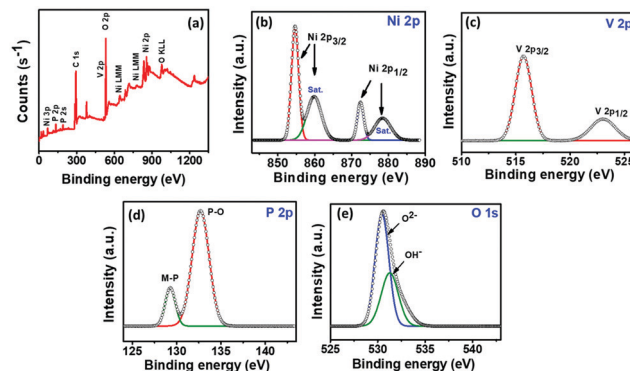 (a)
Counts (s⁻¹)
Ni 3p
P 2p
P 2s
C 1s
V 2p
O 2p
Ni LMM
Ni LMM
Ni 2p
O KLL
0 300 600 900 1200
Binding energy (eV)
(b)
Ni 2p
Ni 2p3/2
Sat.
Ni 2p1/2
Sat.
Intensity (a.u.)
850 860 870 880 890
Binding energy (eV)
(c)
V 2p
V 2p3/2
V 2p1/2
Intensity (a.u.)
510 515 520 525
Binding energy (eV)
(d)
P 2p
P-O
M-P
Intensity (a.u.)
125 130 135 140
Binding energy (eV)
(e)
O 1s
O²⁻
OH⁻
Intensity (a.u.)
525 530 535 540
Binding energy (eV)